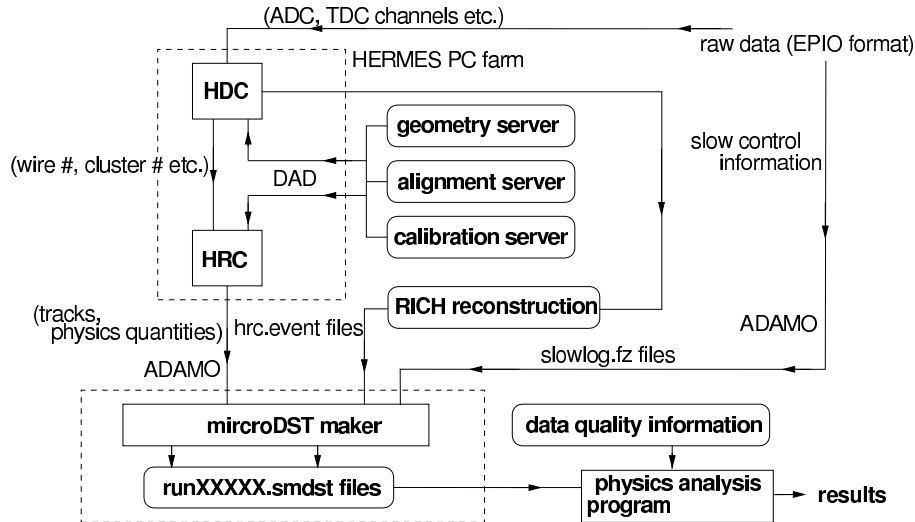 (ADC, TDC channels etc.)
raw data (EPIO format)
HERMES PC farm
HDC
geometry server
slow control
information
(wire #, cluster # etc.)
DAD
alignment server
HRC
calibration server
RICH reconstruction
(tracks,
physics quantities)
hrc.event files
ADAMO
ADAMO
slowlog.fz files
mircroDST maker
data quality information
runXXXXX.smdst files
physics analysis
program
results